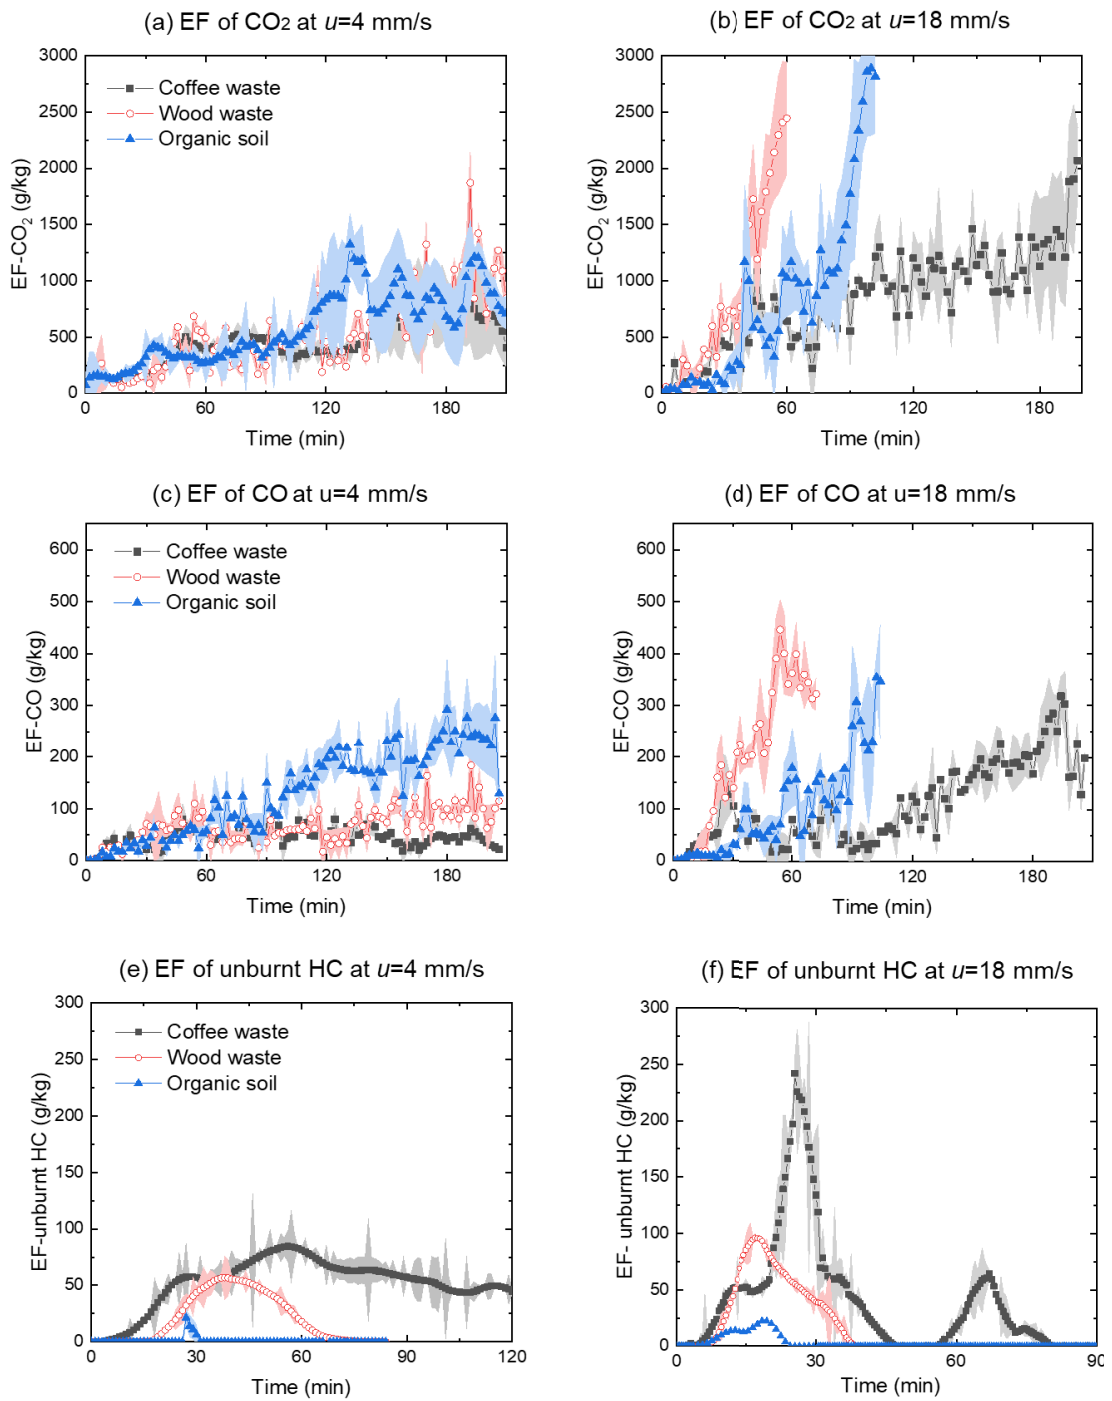 (a) EF of CO₂ at u=4 mm/s
3000
2500
2000
1500
1000
500
0
EF-CO₂ (g/kg)
Coffee waste
Wood waste
Organic soil
0 60 120 180
Time (min)
(b) EF of CO₂ at u=18 mm/s
3000
2500
2000
1500
1000
500
0
EF-CO₂ (g/kg)
0 60 120 180
Time (min)
(c) EF of CO at u=4 mm/s
600
500
400
300
200
100
0
EF-CO (g/kg)
Coffee waste
Wood waste
Organic soil
0 60 120 180
Time (min)
(d) EF of CO at u=18 mm/s
600
500
400
300
200
100
0
EF-CO (g/kg)
0 60 120 180
Time (min)
(e) EF of unburnt HC at u=4 mm/s
300
250
200
150
100
50
0
EF-unburnt HC (g/kg)
Coffee waste
Wood waste
Organic soil
0 30 60 90 120
Time (min)
(f) EF of unburnt HC at u=18 mm/s
300
250
200
150
100
50
0
EF- unburnt HC (g/kg)
0 30 60 90
Time (min)